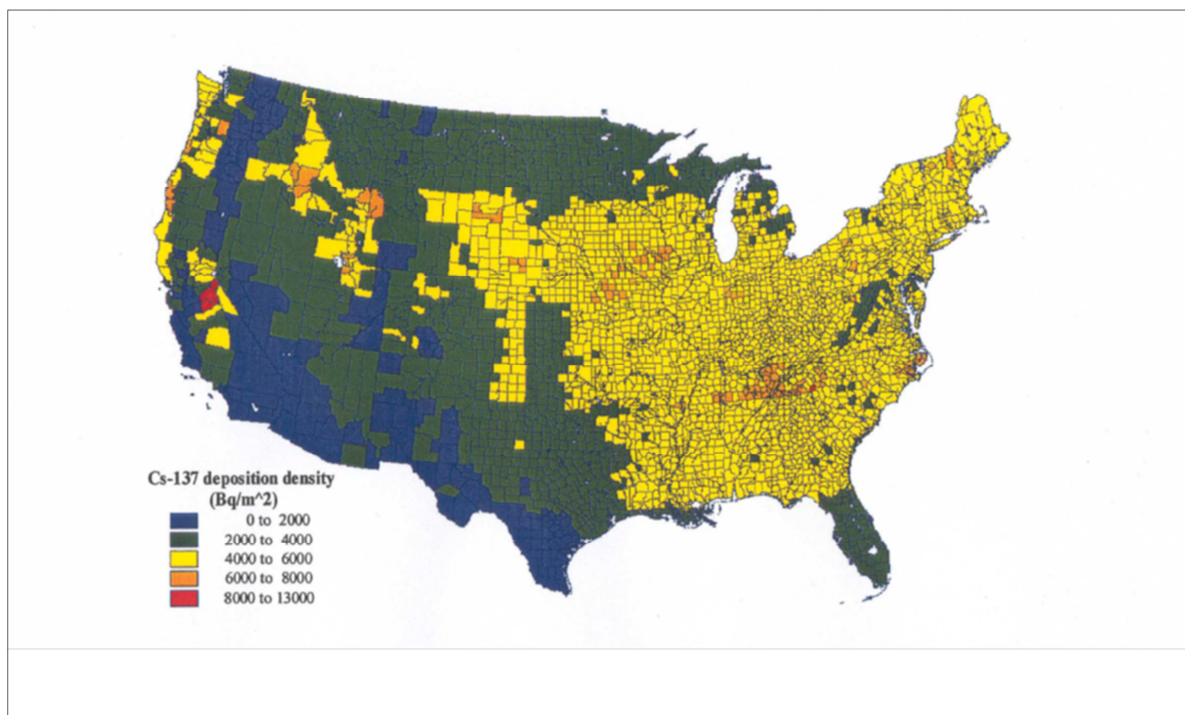 Cs-137 deposition density
(Bq/m^2)
0 to 2000
2000 to 4000
4000 to 6000
6000 to 8000
8000 to 13000